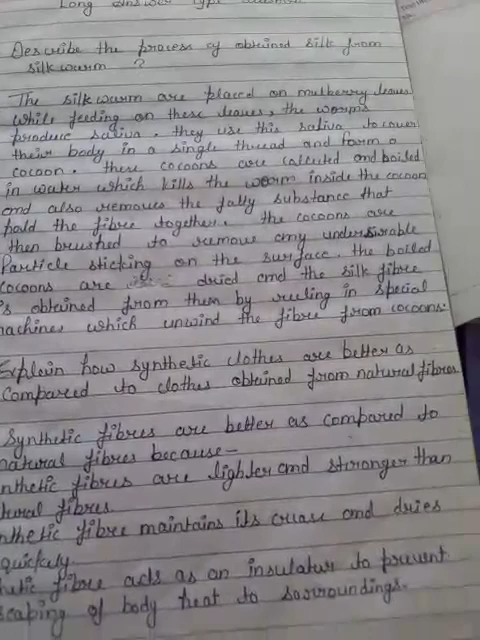 Long answer type
Describe the process of obtained silk from
silkwarm ?
The silkwarm are placed on mulberry leaves
while feeding on these leaves, the worms
produce saliva. they use this saliva to cover
their body in a single thread and form a
cocoon. these cocoons are collected and boiled
in water which kills the worm inside the cocoon
and also removes the fatty substance that
hold the fibre together. the cocoons are
then brushed to remove any undersirable
Particle sticking on the surface. the boiled
cocoons are dried and the silk fibre
is obtained from them by reeling in special
machines which unwind the fibre from cocoons.
Explain how synthetic clothes are better as
compared to clothes obtained from natural fibres
Synthetic fibres are better as compared to
natural fibres because-
nthetic fibres are lighter and stronger than
tural fibres.
nthetic fibre maintains its crease and dries
quickely.
hetic fibre acts as an insulatur to prevent
scaping of body heat to sorroundings.